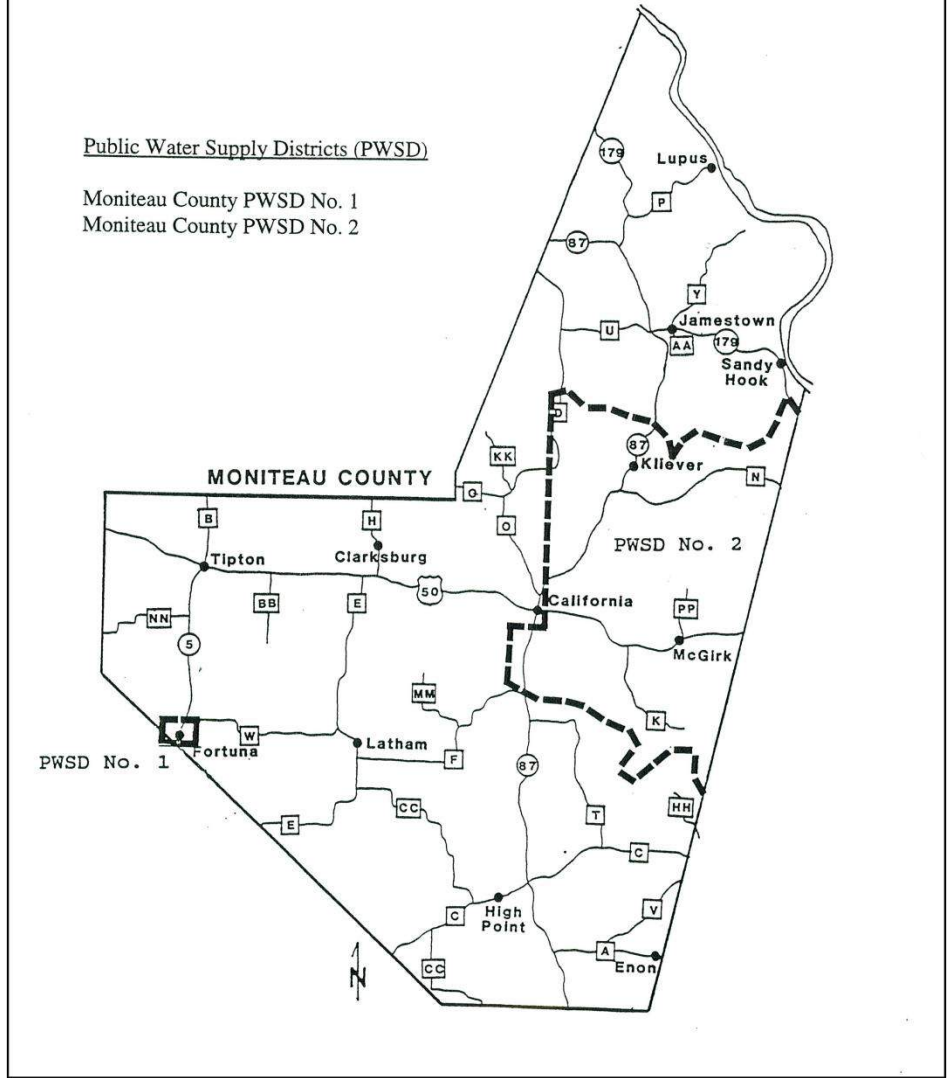 Public Water Supply Districts (PWSD)
Moniteau County PWSD No. 1
Moniteau County PWSD No. 2
179
Lupus
P
87
Y
Jamestown
U
AA
179
Sandy
Hook
O
87
KK
Kliever
MONITEAU COUNTY
G
N
B
H
O
PWSD No. 2
Tipton
Clarksburg
50
BB
E
California
PP
NN
5
McGirk
MM
K
W
Fortuna
Latham
F
PWSD No. 1
87
HH
CC
E
T
C
High
Point
C
V
A
CC
N
Enon